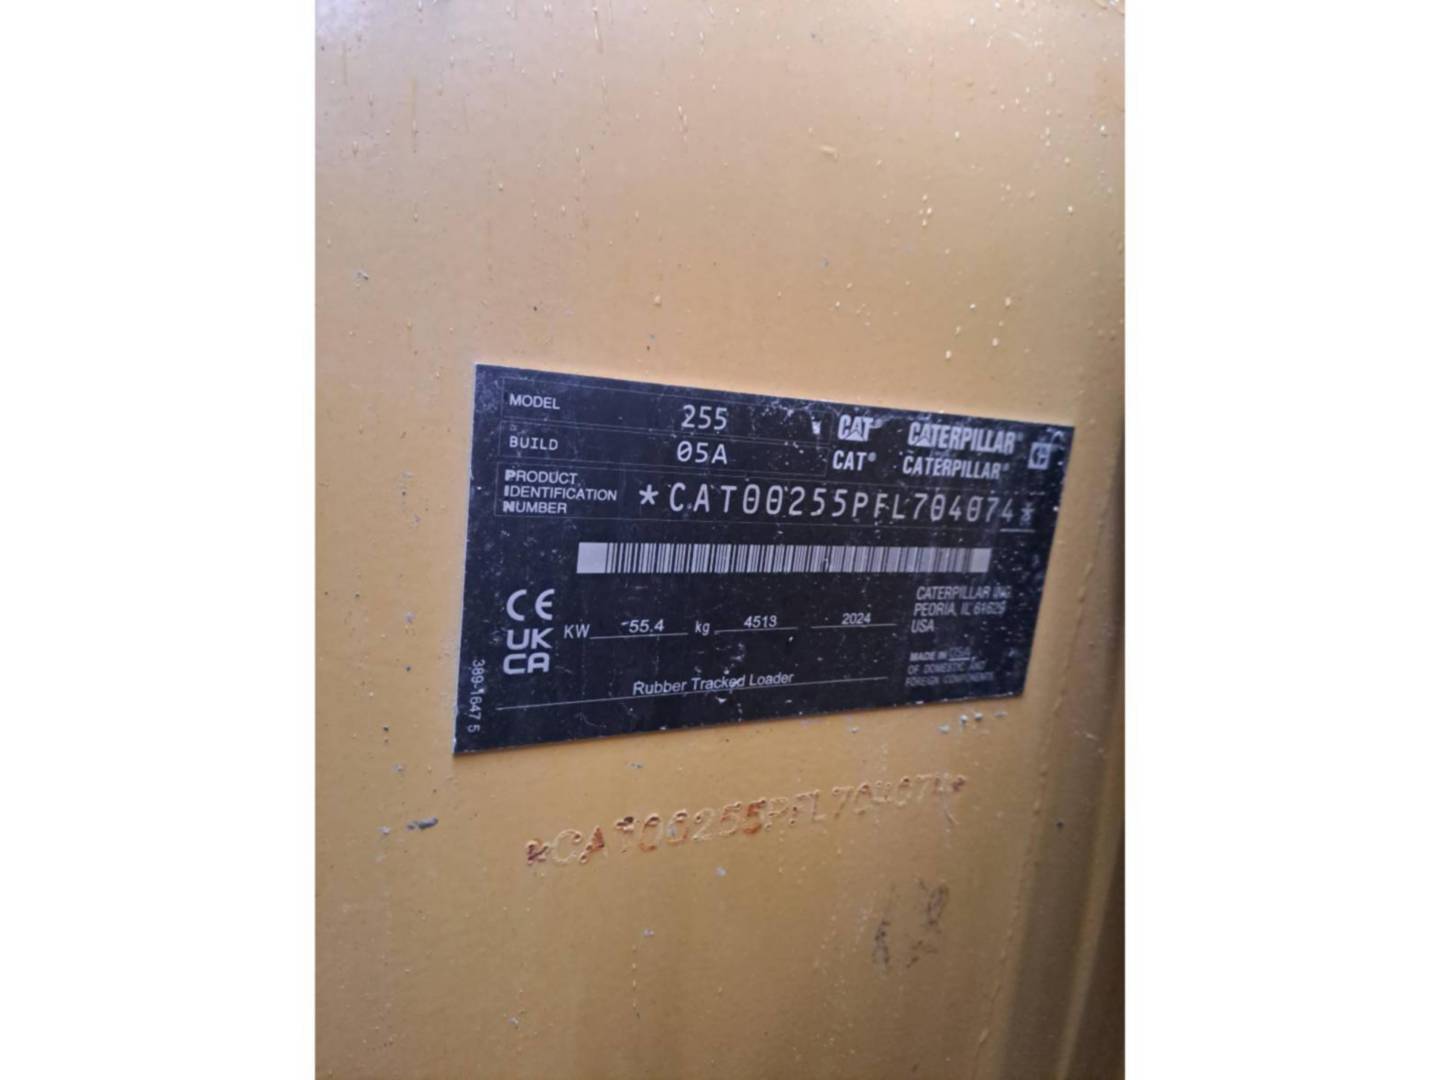 MODEL 255 CAT® CATERPILLAR®
BUILD 05A CAT® CATERPILLAR®
PRODUCT
IDENTIFICATION
NUMBER *CAT00255PFL704074*
CATERPILLAR INC.
PEORIA, IL 61629
USA
CE
UK
CA
KW 55.4 kg 4513 2024
MADE IN USA
OF DOMESTIC AND
FOREIGN COMPONENTS
Rubber Tracked Loader
389-1647 5
*CAT00255PFL704074*